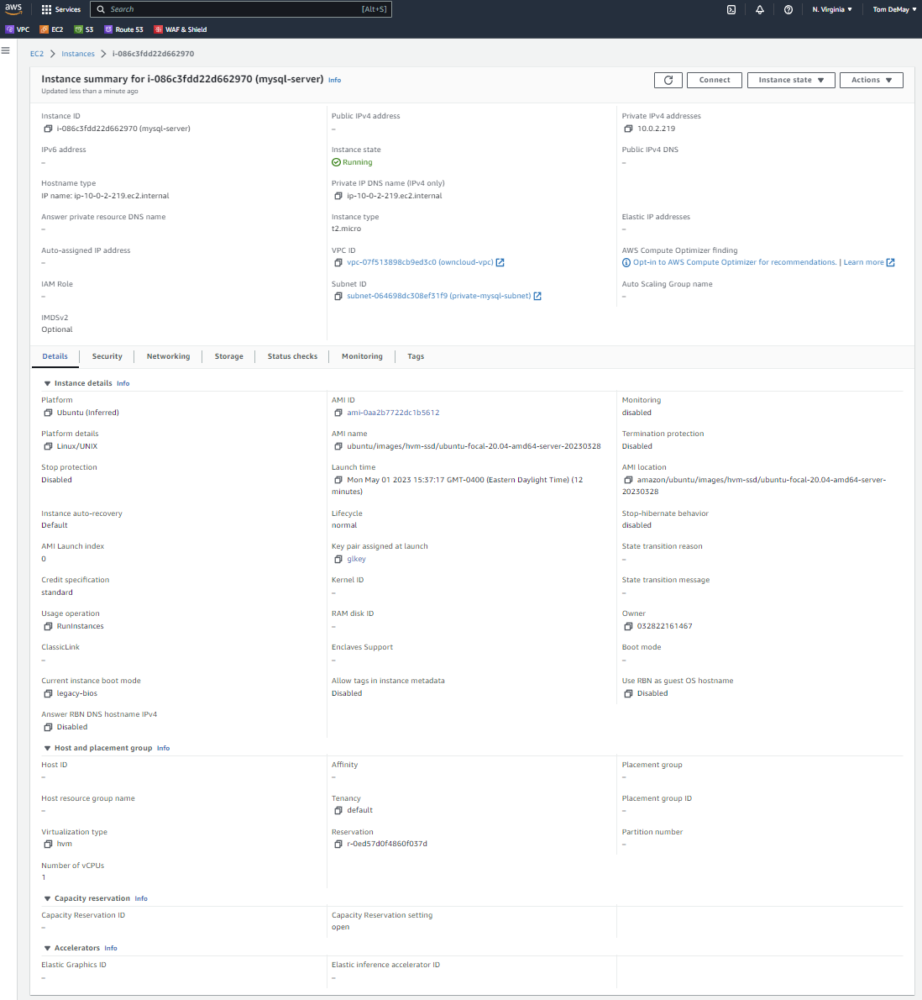 aws Services Search [Alt+S] N. Virginia Tom DeMay
VPC EC2 S3 Route 53 WAF & Shield
EC2 Instances i-086c3fdd22d662970
Instance summary for i-086c3fdd22d662970 (mysql-server) Info
Updated less than a minute ago
Connect Instance state Actions
Instance ID
i-086c3fdd22d662970 (mysql-server)
Public IPv4 address
–
Private IPv4 addresses
10.0.2.219
IPv6 address
–
Instance state
Running
Public IPv4 DNS
–
Hostname type
IP name: ip-10-0-2-219.ec2.internal
Private IP DNS name (IPv4 only)
ip-10-0-2-219.ec2.internal
Answer private resource DNS name
–
Instance type
t2.micro
Elastic IP addresses
–
Auto-assigned IP address
–
VPC ID
vpc-07f513898cb9ed3c0 (owncloud-vpc)
AWS Compute Optimizer finding
Opt-in to AWS Compute Optimizer for recommendations. | Learn more
IAM Role
–
Subnet ID
subnet-064698dc308ef31f9 (private-mysql-subnet)
Auto Scaling Group name
–
IMDSv2
Optional
Details Security Networking Storage Status checks Monitoring Tags
Instance details Info
Platform
Ubuntu (Inferred)
AMI ID
ami-0aa2b7722dc1b5612
Monitoring
disabled
Platform details
Linux/UNIX
AMI name
ubuntu/images/hvm-ssd/ubuntu-focal-20.04-amd64-server-20230328
Termination protection
Disabled
Stop protection
Disabled
Launch time
Mon May 01 2023 15:37:17 GMT-0400 (Eastern Daylight Time) (12
minutes)
AMI location
amazon/ubuntu/images/hvm-ssd/ubuntu-focal-20.04-amd64-server-
20230328
Instance auto-recovery
Default
Lifecycle
normal
Stop-hibernate behavior
disabled
AMI Launch index
0
Key pair assigned at launch
glkey
State transition reason
–
Credit specification
standard
Kernel ID
–
State transition message
–
Usage operation
RunInstances
RAM disk ID
–
Owner
032822161467
ClassicLink
–
Enclaves Support
–
Boot mode
–
Current instance boot mode
legacy-bios
Allow tags in instance metadata
Disabled
Use RBN as guest OS hostname
Disabled
Answer RBN DNS hostname IPv4
Disabled
Host and placement group Info
Host ID
–
Affinity
–
Placement group
–
Host resource group name
–
Tenancy
default
Placement group ID
–
Virtualization type
hvm
Reservation
r-0ed57d0f4860f037d
Partition number
–
Number of vCPUs
1
Capacity reservation Info
Capacity Reservation ID
–
Capacity Reservation setting
open
Accelerators Info
Elastic Graphics ID
–
Elastic inference accelerator ID
–